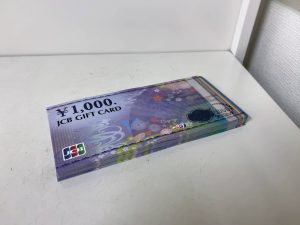 ¥1,000.
JCB GIFT CARD
JCB